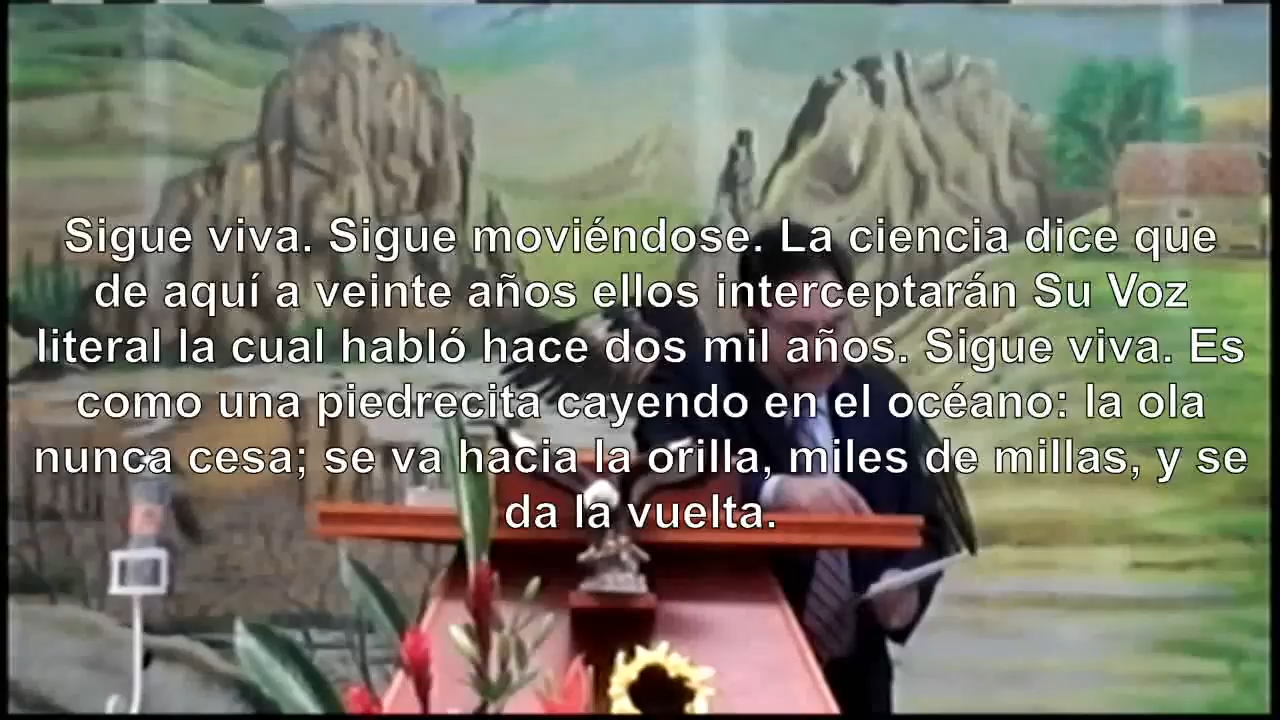 Sigue viva. Sigue moviéndose. La ciencia dice que
de aquí a veinte años ellos interceptarán Su Voz
literal la cual habló hace dos mil años. Sigue viva. Es
como una piedrecita cayendo en el océano: la ola
nunca cesa; se va hacia la orilla, miles de millas, y se
da la vuelta.